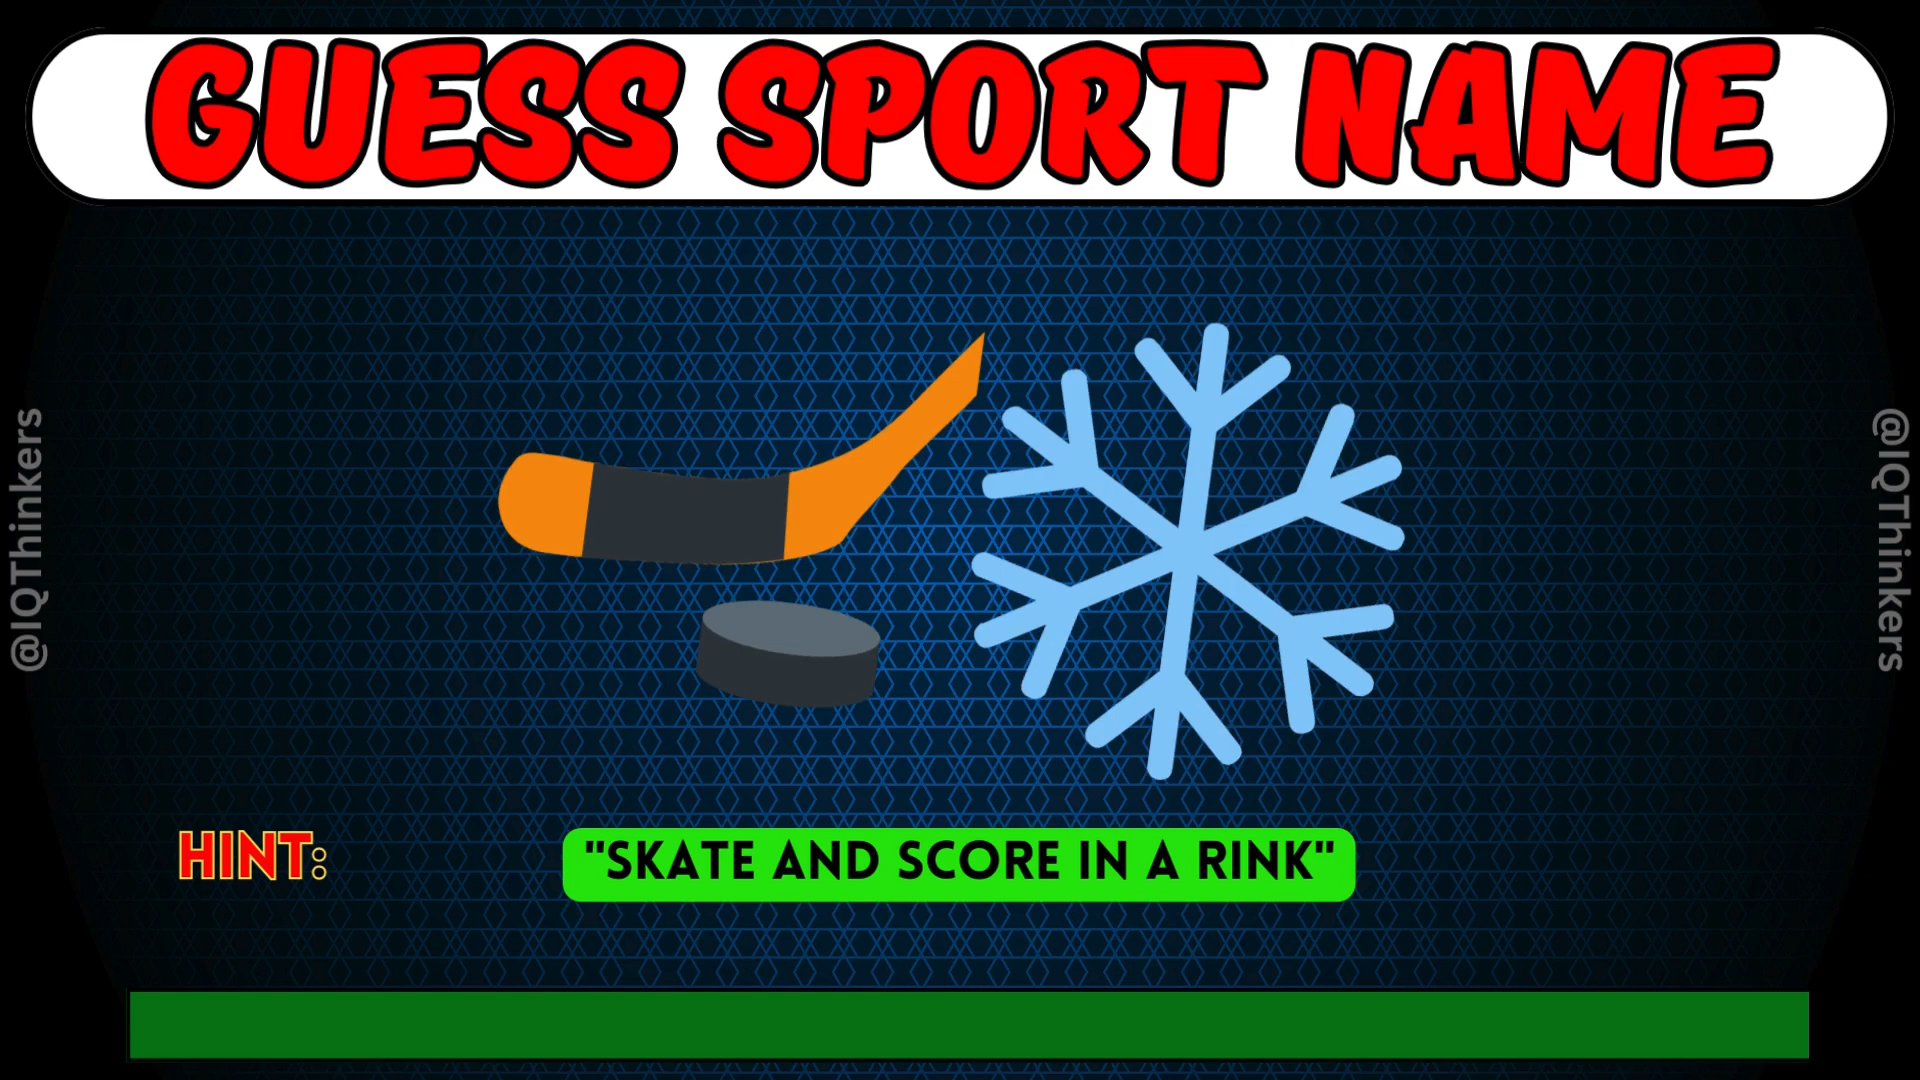 GUESS SPORT NAME
@IQThinkers
@IQThinkers
HINT:
"SKATE AND SCORE IN A RINK"